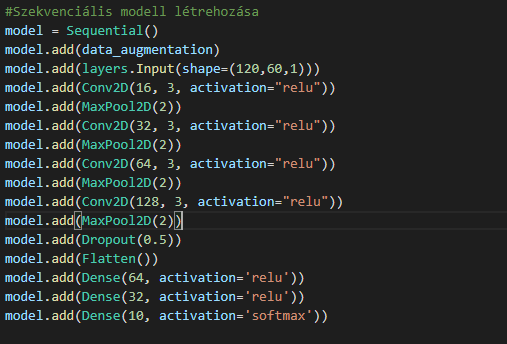 #Szekvenciális modell létrehozása
model = Sequential()
model.add(data_augmentation)
model.add(layers.Input(shape=(120,60,1)))
model.add(Conv2D(16, 3, activation="relu"))
model.add(MaxPool2D(2))
model.add(Conv2D(32, 3, activation="relu"))
model.add(MaxPool2D(2))
model.add(Conv2D(64, 3, activation="relu"))
model.add(MaxPool2D(2))
model.add(Conv2D(128, 3, activation="relu"))
model.add(MaxPool2D(2))
model.add(Dropout(0.5))
model.add(Flatten())
model.add(Dense(64, activation='relu'))
model.add(Dense(32, activation='relu'))
model.add(Dense(10, activation='softmax'))